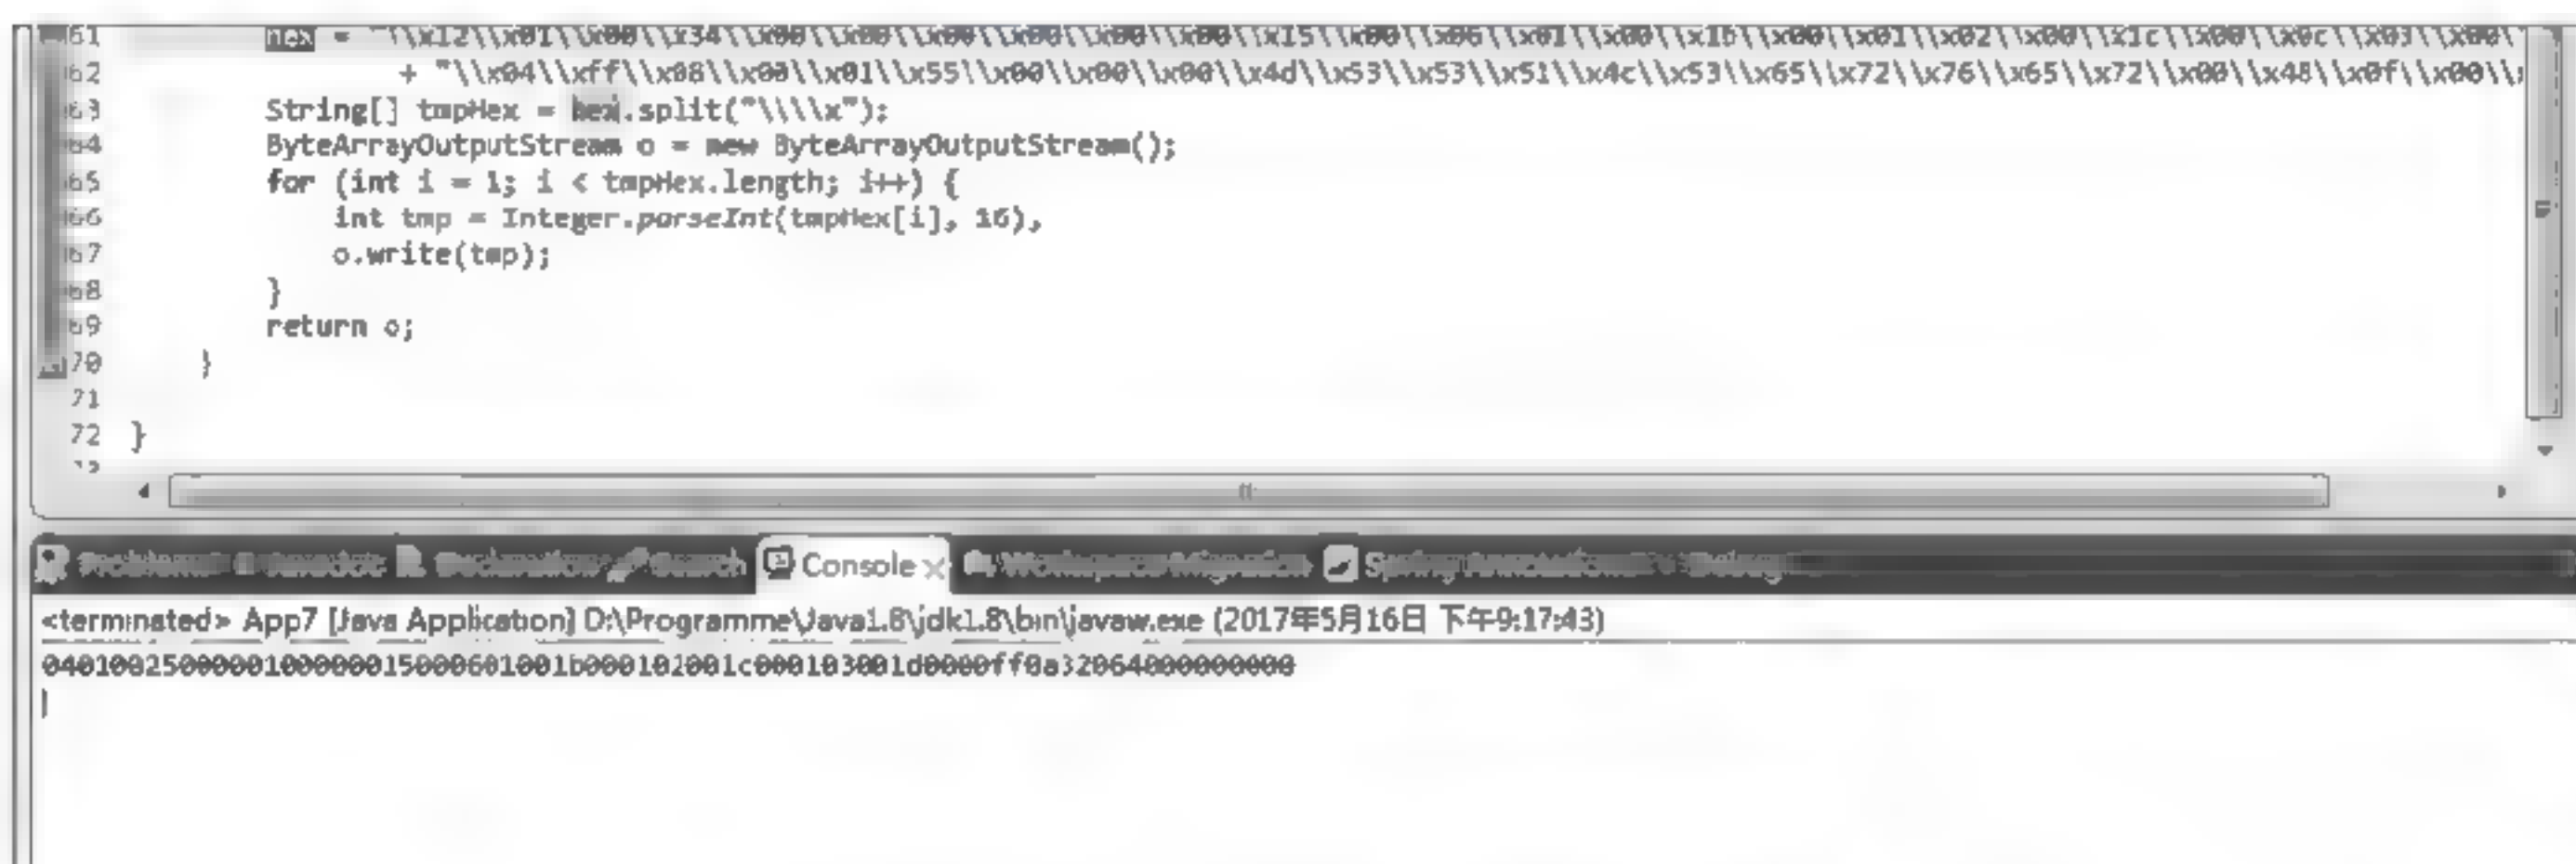 61 hex = "\\x12\\x01\\x00\\x34\\x00\\x00\\x00\\x00\\x00\\x00\\x15\\x00\\x06\\x01\\x00\\x1b\\x00\\x01\\x02\\x00\\x1c\\x00\\x0c\\x03\\x00\
62 + "\\x04\\xff\\x08\\x00\\x01\\x55\\x00\\x00\\x00\\x4d\\x53\\x53\\x51\\x4c\\x53\\x65\\x72\\x76\\x65\\x72\\x00\\x48\\x0f\\x00\\
63 String[] tmpHex = hex.split("\\\\x");
64 ByteArrayOutputStream o = new ByteArrayOutputStream();
65 for (int i = 1; i < tmpHex.length; i++) {
66 int tmp = Integer.parseInt(tmpHex[i], 16);
67 o.write(tmp);
68 }
69 return o;
70 }
71
72 }
73
Problems Declaration Search Console
<terminated> App7 [Java Application] D:\Programme\Java1.8\jdk1.8\bin\javaw.exe (2017年5月16日 下午9:17:43)
0401002500000100000015000601001b000102001c000103001d0000ff0a32064000000000